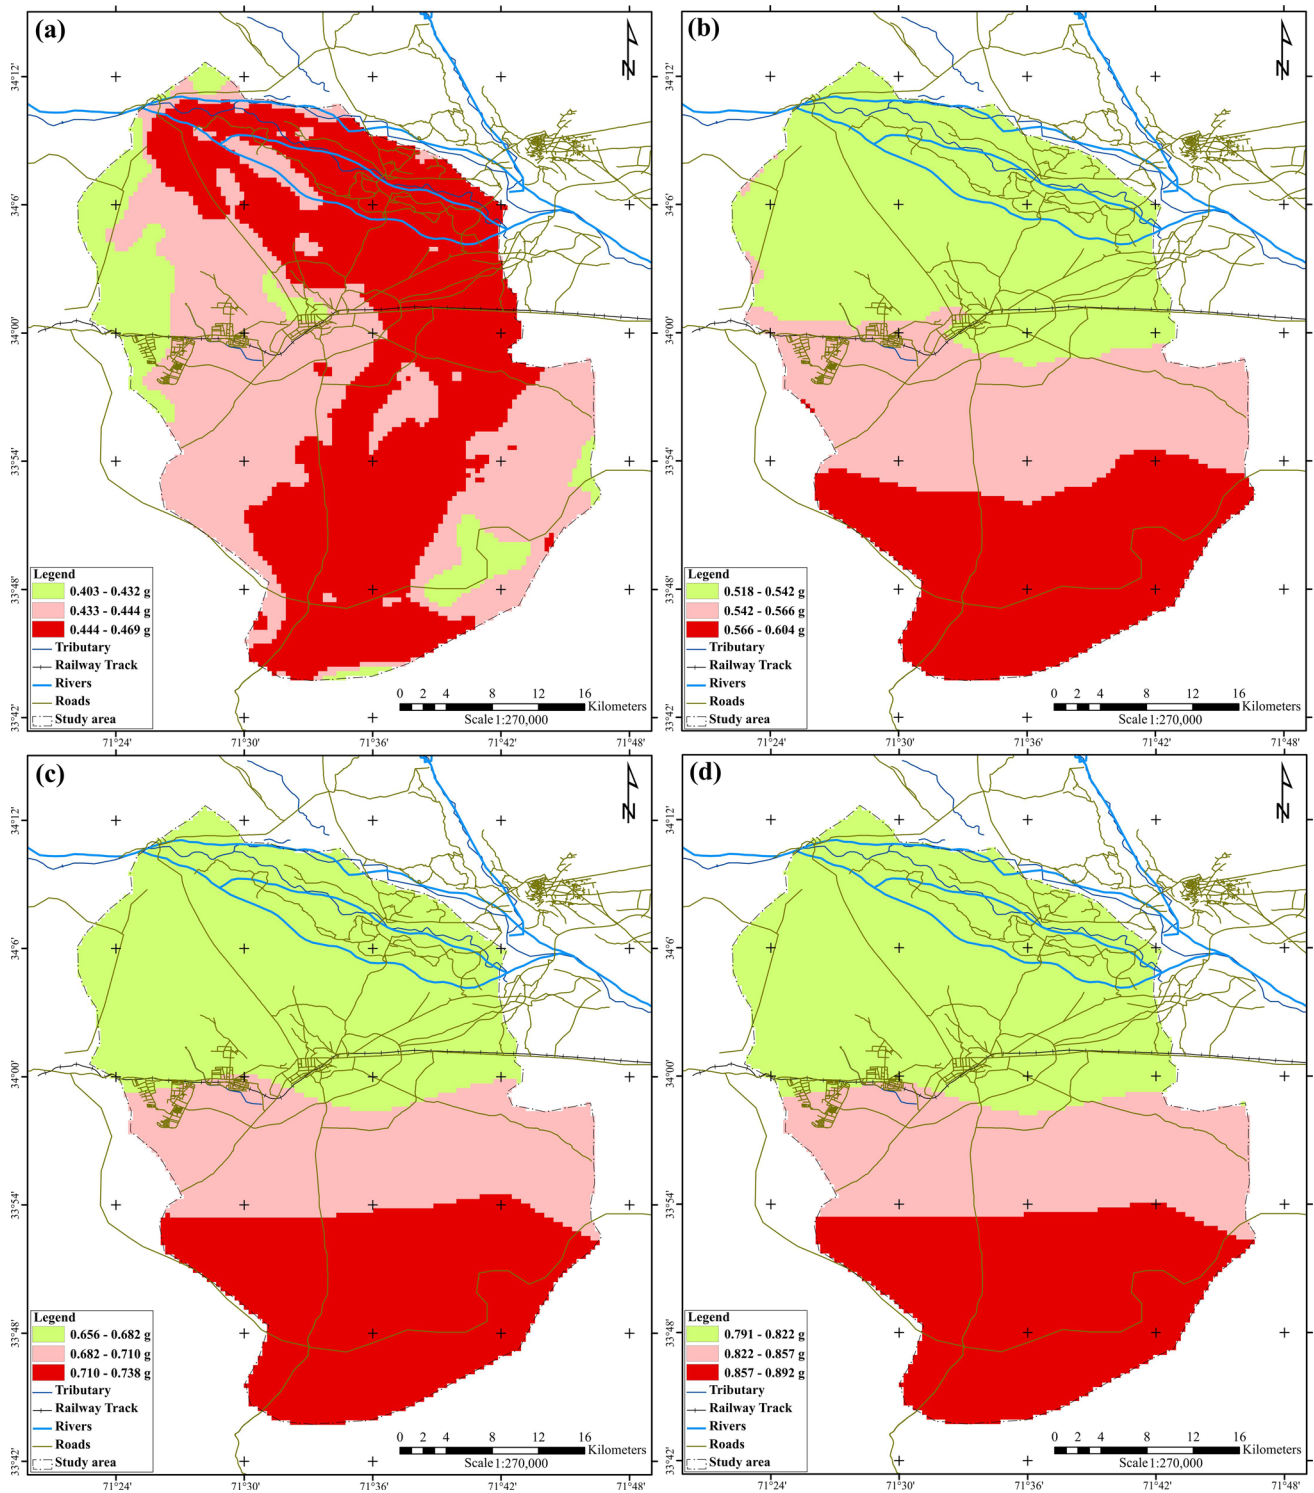 (a)
N
34°12'
34°6'
34°00'
33°54'
33°48'
33°42'
Legend
0.403 - 0.432 g
0.433 - 0.444 g
0.444 - 0.469 g
Tributary
Railway Track
Rivers
Roads
Study area
0 2 4 8 12 16
Kilometers
Scale 1:270,000
71°24' 71°30' 71°36' 71°42' 71°48'
(b)
N
Legend
0.518 - 0.542 g
0.542 - 0.566 g
0.566 - 0.604 g
Tributary
Railway Track
Rivers
Roads
Study area
0 2 4 8 12 16
Kilometers
Scale 1:270,000
71°24' 71°30' 71°36' 71°42' 71°48'
34°12'
34°6'
34°00'
33°54'
33°48'
33°42'
(c)
N
34°12'
34°6'
34°00'
33°54'
33°48'
33°42'
Legend
0.656 - 0.682 g
0.682 - 0.710 g
0.710 - 0.738 g
Tributary
Railway Track
Rivers
Roads
Study area
0 2 4 8 12 16
Kilometers
Scale 1:270,000
71°24' 71°30' 71°36' 71°42' 71°48'
(d)
N
34°12'
34°6'
34°00'
33°54'
33°48'
33°42'
Legend
0.791 - 0.822 g
0.822 - 0.857 g
0.857 - 0.892 g
Tributary
Railway Track
Rivers
Roads
Study area
0 2 4 8 12 16
Kilometers
Scale 1:270,000
71°24' 71°30' 71°36' 71°42' 71°48'